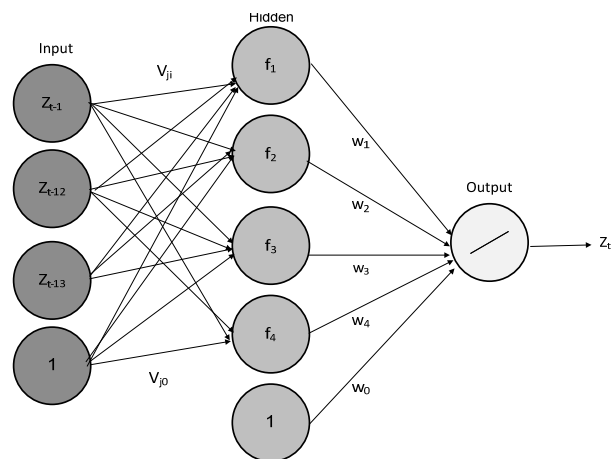 Hidden
Input
f₁
Vⱼᵢ
Zₜ₋₁
w₁
f₂
Zₜ₋₁₂
Output
w₂
f₃
Zₜ
w₃
Zₜ₋₁₃
w₄
f₄
1
Vⱼ₀
w₀
1